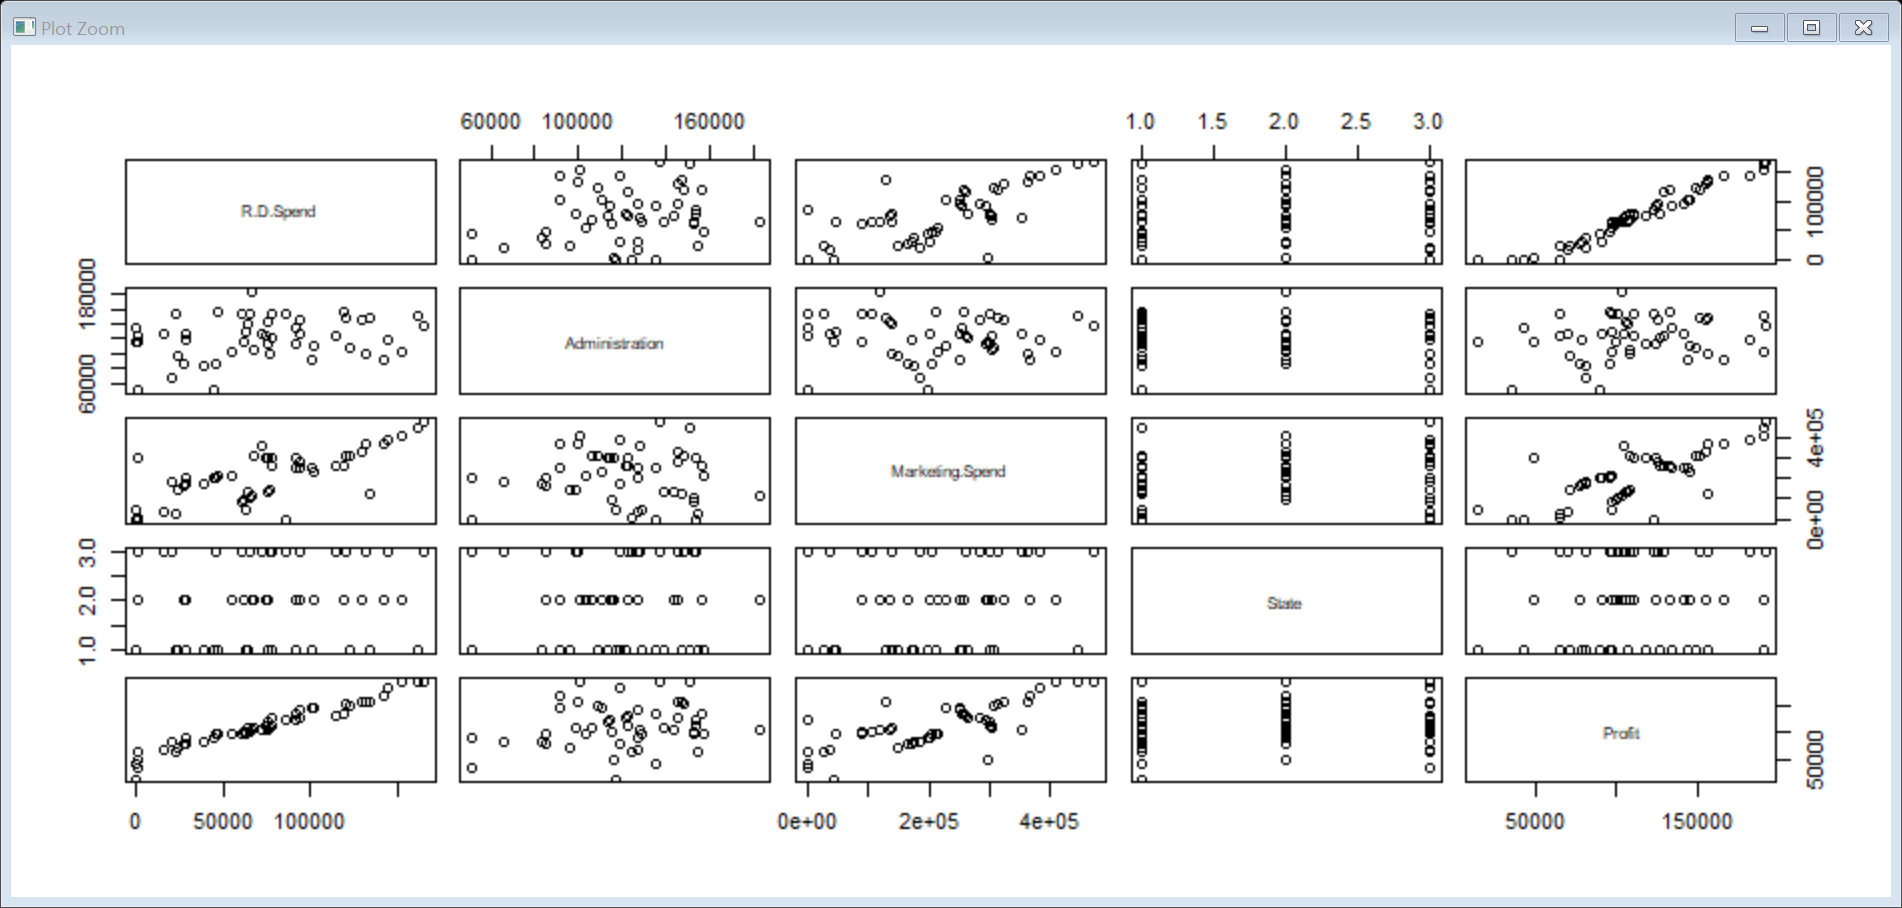 Plot Zoom
60000 100000 160000
1.0 1.5 2.0 2.5 3.0
R.D.Spend
0 100000
60000 180000
Administration
Marketing.Spend
0e+00 4e+05
1.0 2.0 3.0
State
Profit
50000
0 50000 100000
0e+00 2e+05 4e+05
50000 150000